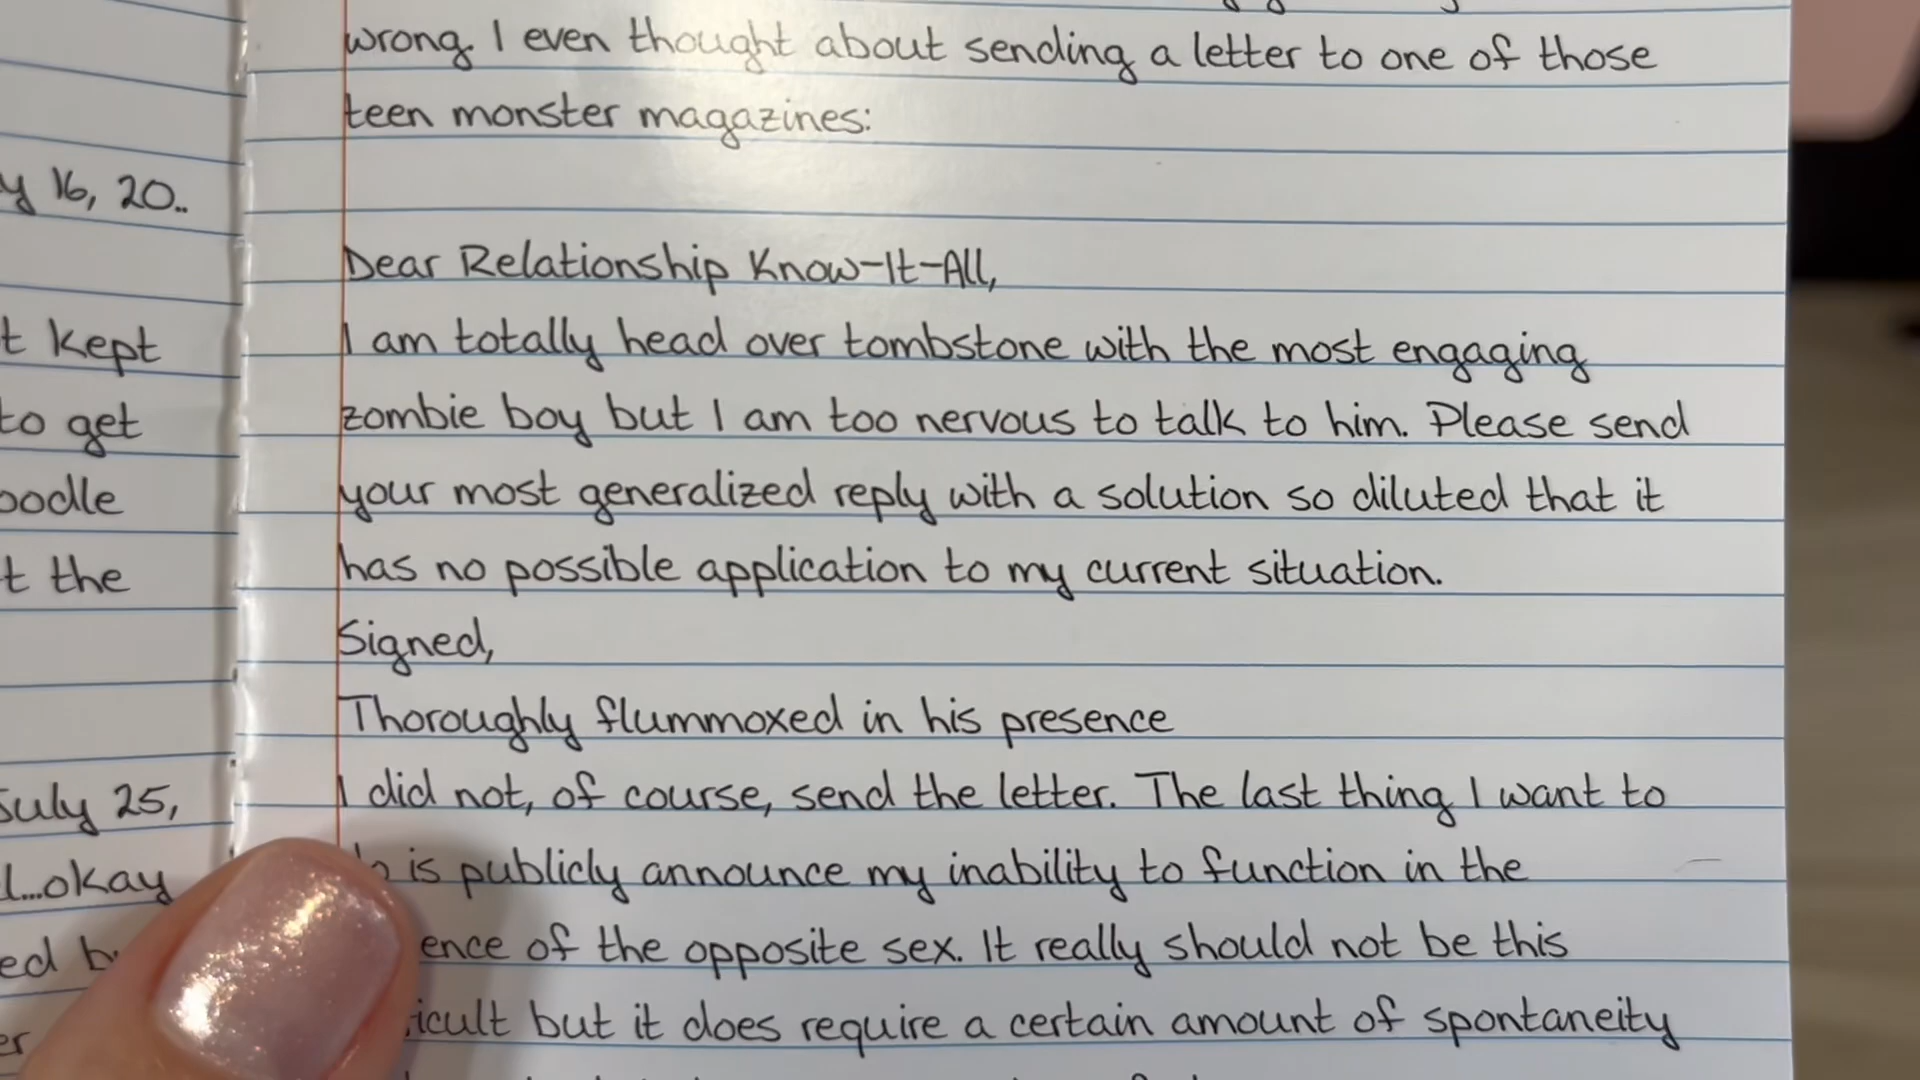 y 16, 20..
t kept
to get
oodle
t the
July 25,
l...okay
ed b
er
wrong. I even thought about sending a letter to one of those
teen monster magazines:
Dear Relationship Know-It-All,
I am totally head over tombstone with the most engaging
zombie boy but I am too nervous to talk to him. Please send
your most generalized reply with a solution so diluted that it
has no possible application to my current situation.
Signed,
Thoroughly flummoxed in his presence
I did not, of course, send the letter. The last thing I want to
is publicly announce my inability to function in the
ence of the opposite sex. It really should not be this
icult but it does require a certain amount of spontaneity